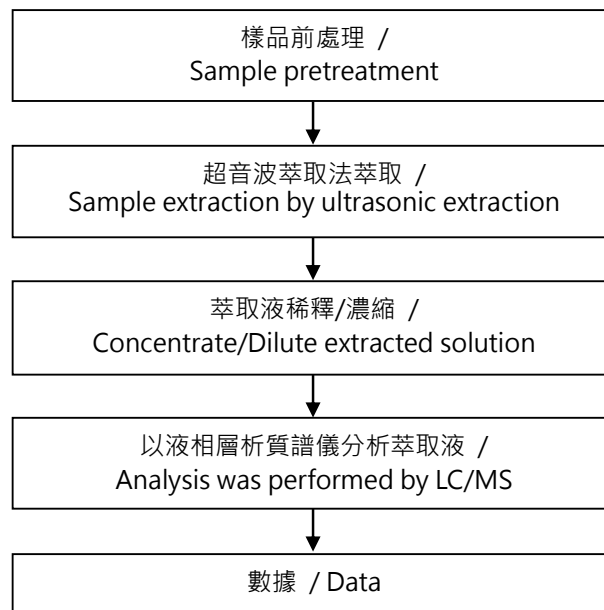 樣品前處理 /
Sample pretreatment
超音波萃取法萃取 /
Sample extraction by ultrasonic extraction
萃取液稀釋/濃縮 /
Concentrate/Dilute extracted solution
以液相層析質譜儀分析萃取液 /
Analysis was performed by LC/MS
數據 / Data